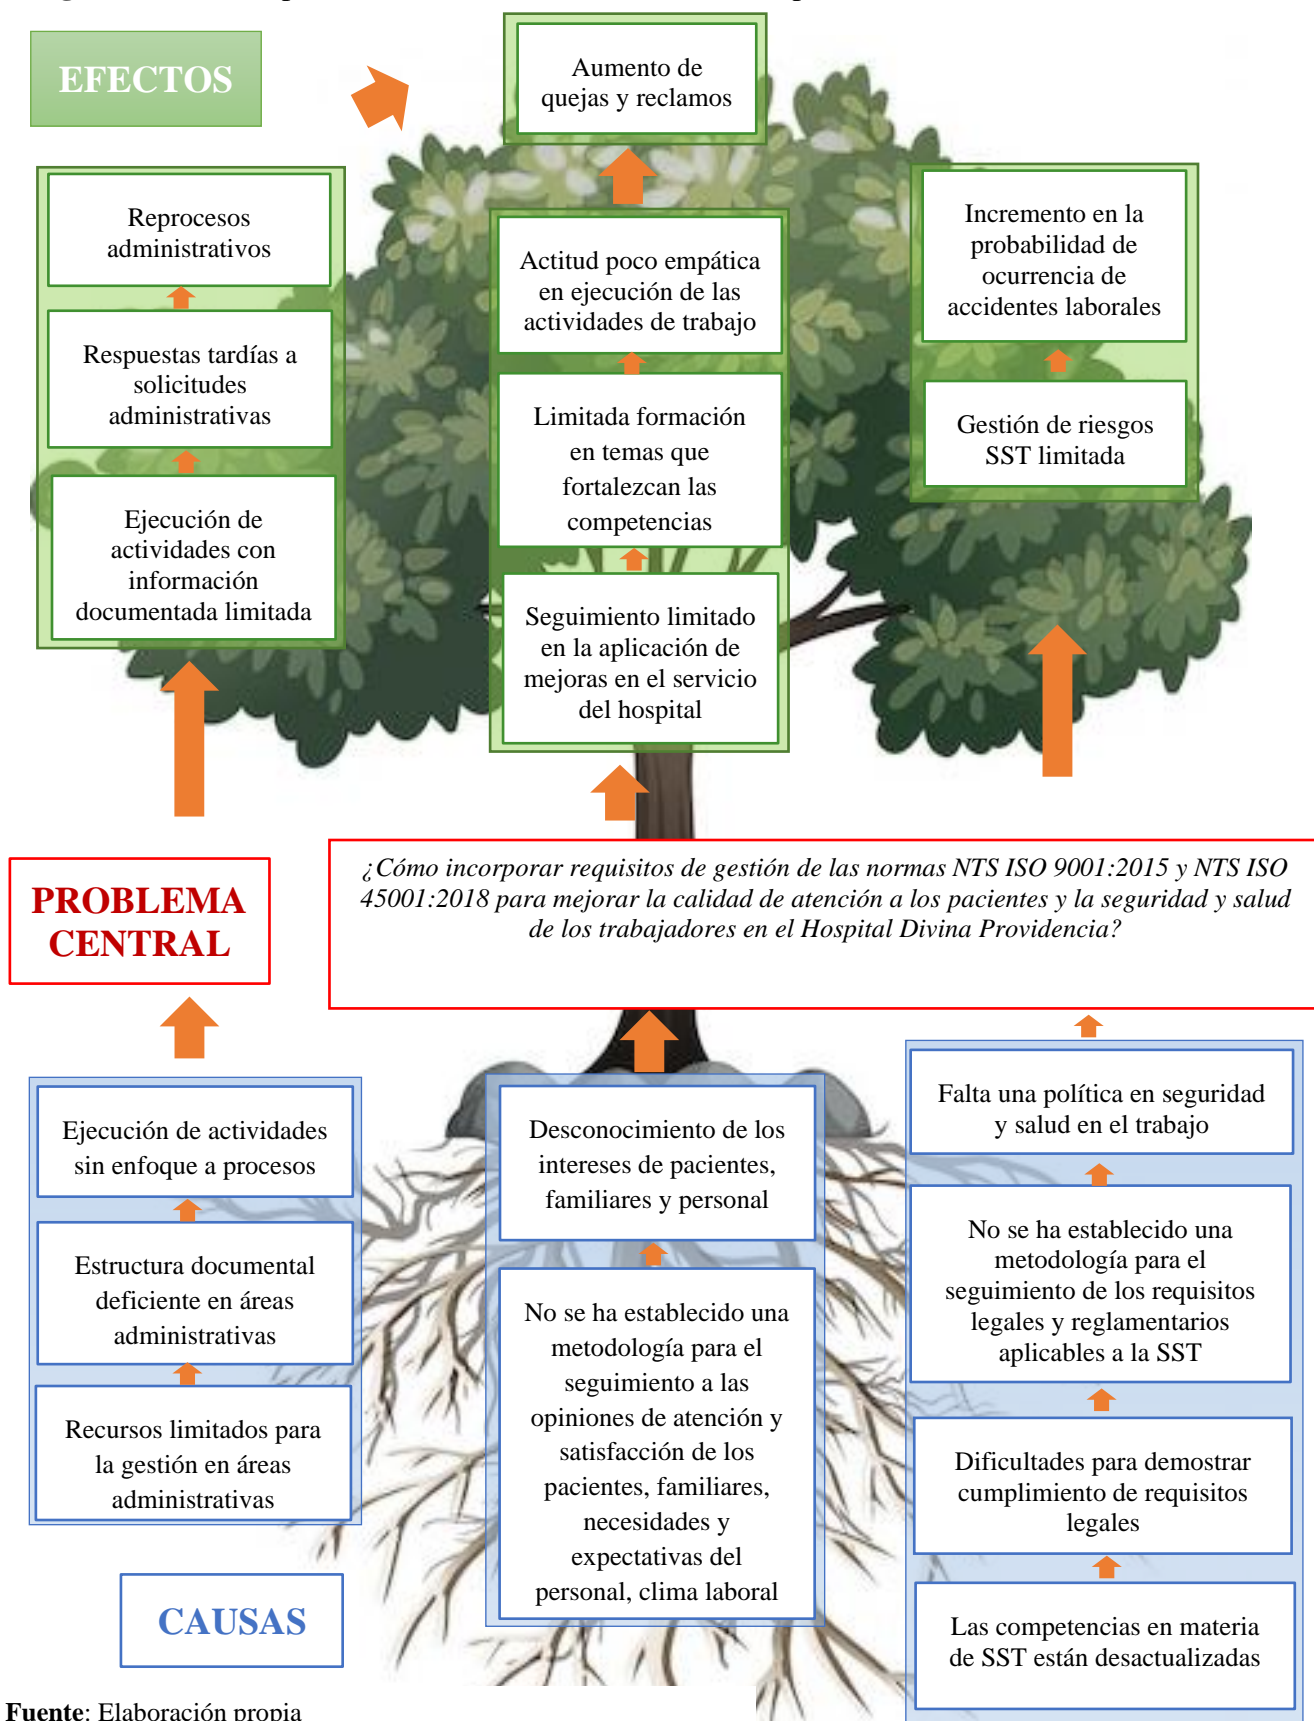 EFECTOS
Aumento de
quejas y reclamos
Reprocesos
administrativos
Respuestas tardías a
solicitudes
administrativas
Ejecución de
actividades con
información
documentada limitada
Actitud poco empática
en ejecución de las
actividades de trabajo
Limitada formación
en temas que
fortalezcan las
competencias
Seguimiento limitado
en la aplicación de
mejoras en el servicio
del hospital
Incremento en la
probabilidad de
ocurrencia de
accidentes laborales
Gestión de riesgos
SST limitada
PROBLEMA
CENTRAL
¿Cómo incorporar requisitos de gestión de las normas NTS ISO 9001:2015 y NTS ISO
45001:2018 para mejorar la calidad de atención a los pacientes y la seguridad y salud
de los trabajadores en el Hospital Divina Providencia?
Ejecución de actividades
sin enfoque a procesos
Estructura documental
deficiente en áreas
administrativas
Recursos limitados para
la gestión en áreas
administrativas
Desconocimiento de los
intereses de pacientes,
familiares y personal
No se ha establecido una
metodología para el
seguimiento a las
opiniones de atención y
satisfacción de los
pacientes, familiares,
necesidades y
expectativas del
personal, clima laboral
Falta una política en seguridad
y salud en el trabajo
No se ha establecido una
metodología para el
seguimiento de los requisitos
legales y reglamentarios
aplicables a la SST
Dificultades para demostrar
cumplimiento de requisitos
legales
Las competencias en materia
de SST están desactualizadas
CAUSAS
Fuente: Elaboración propia